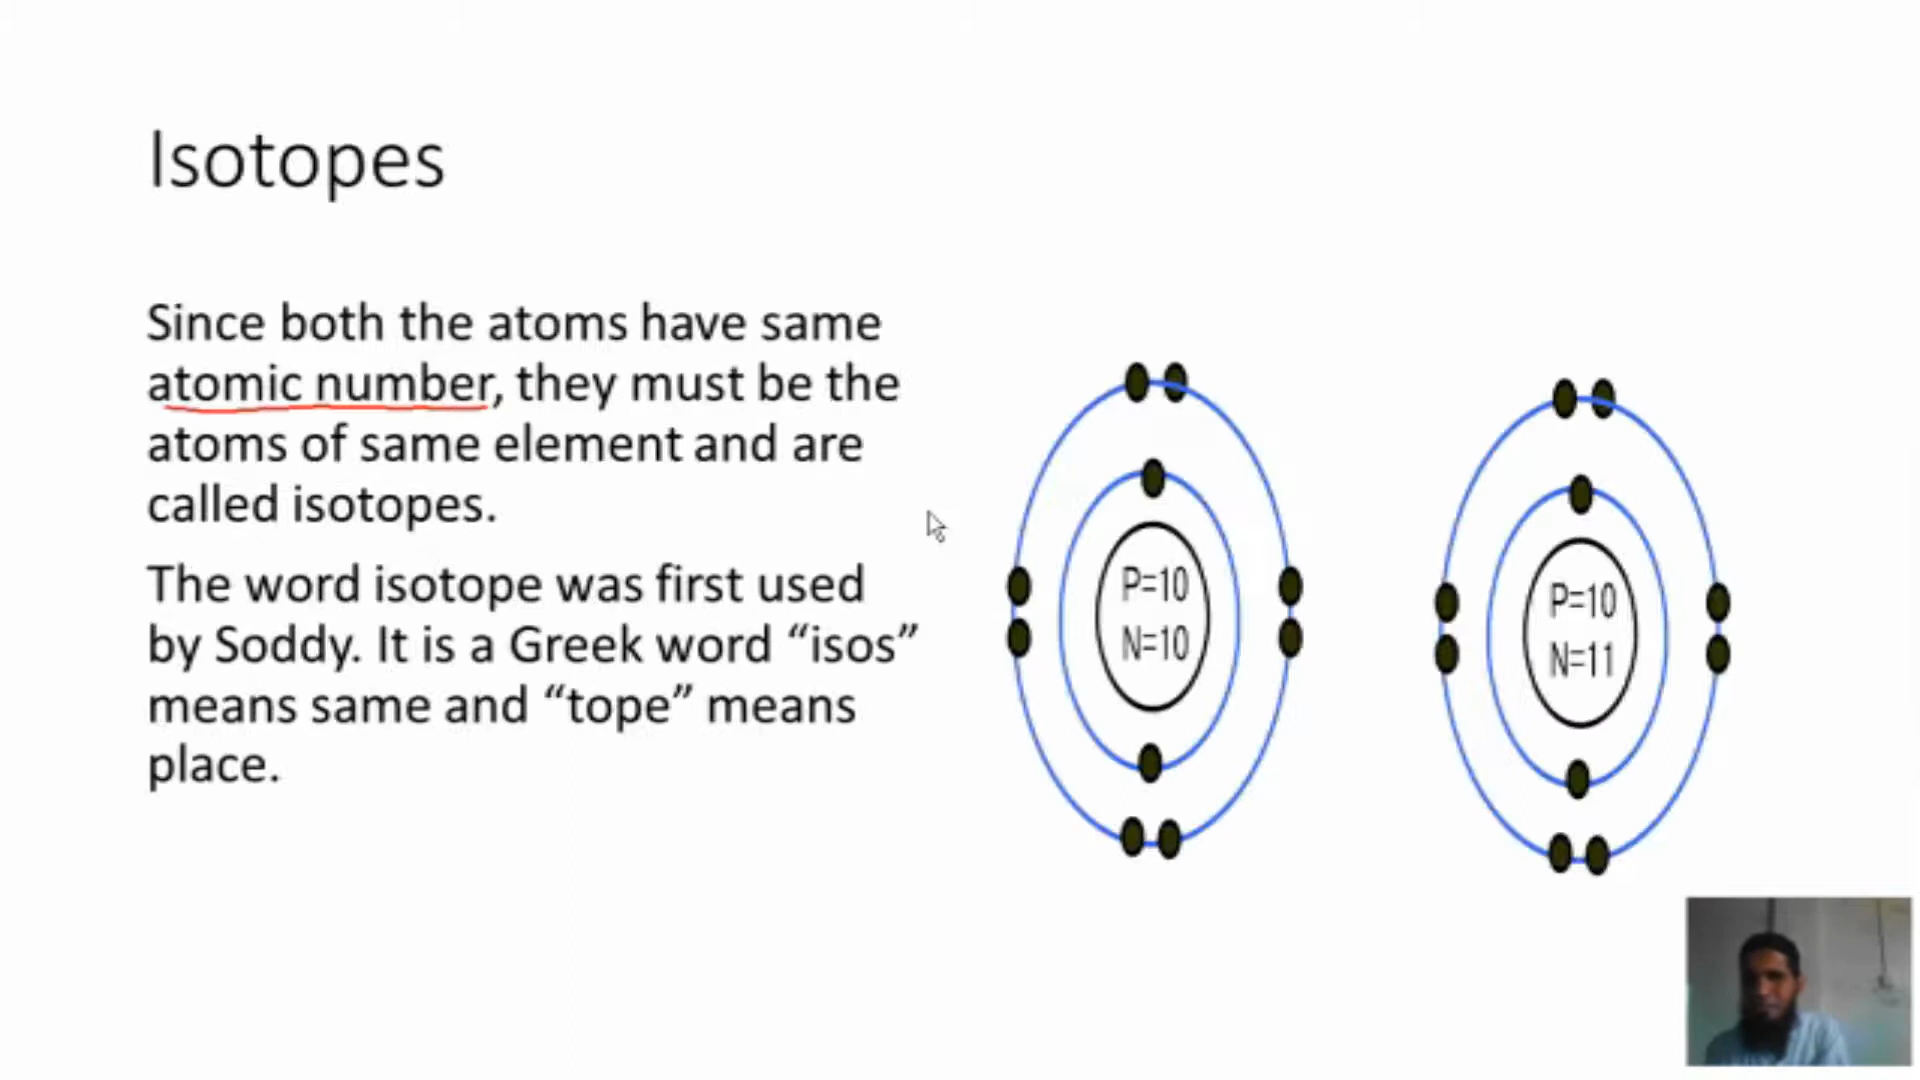 Isotopes
Since both the atoms have same
atomic number, they must be the
atoms of same element and are
called isotopes.
The word isotope was first used
by Soddy. It is a Greek word “isos”
means same and “tope” means
place.
P=10
N=10
P=10
N=11